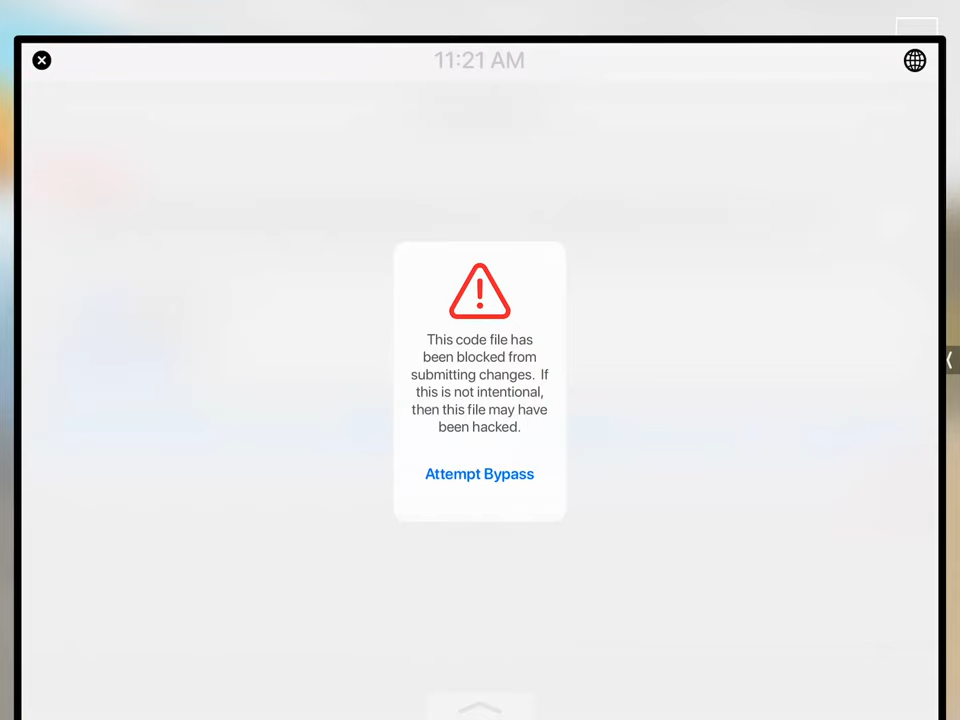 11:21 AM
This code file has
been blocked from
submitting changes.  If
this is not intentional,
then this file may have
been hacked.
Attempt Bypass